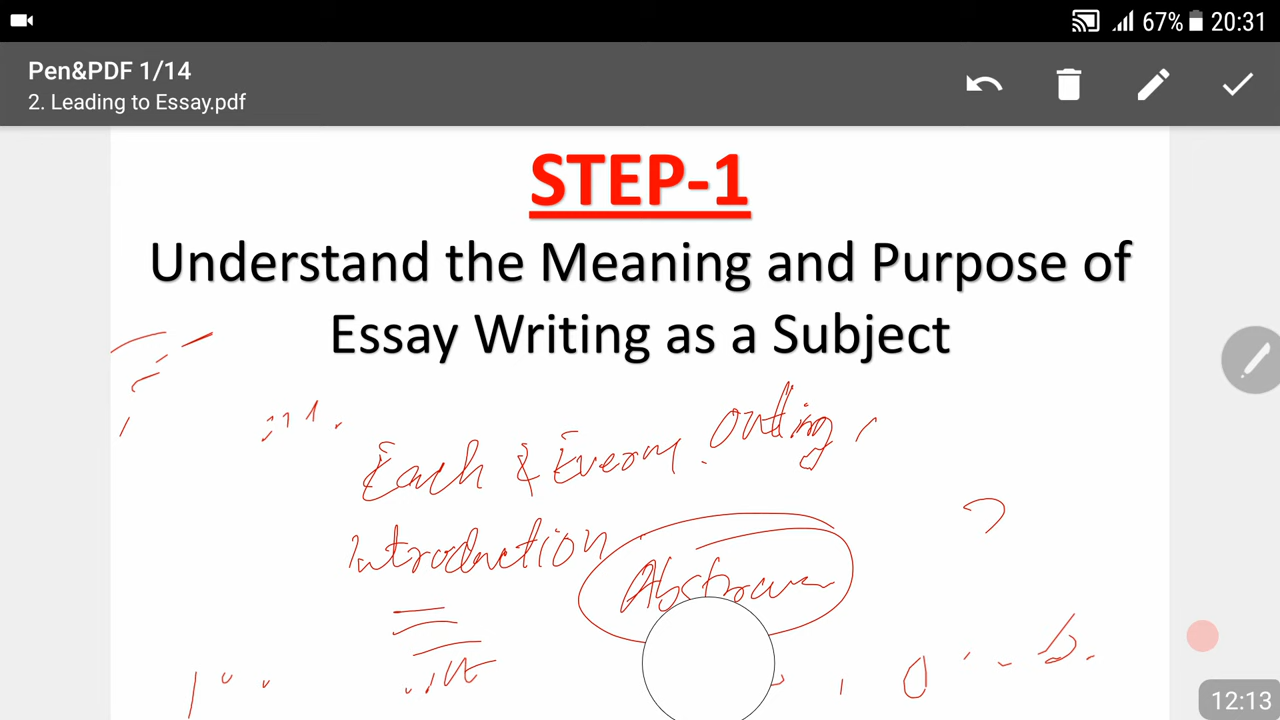 67% 20:31
Pen&PDF 1/14
2. Leading to Essay.pdf
STEP-1
Understand the Meaning and Purpose of
Essay Writing as a Subject
Outling
Each &
Introduction
12:13